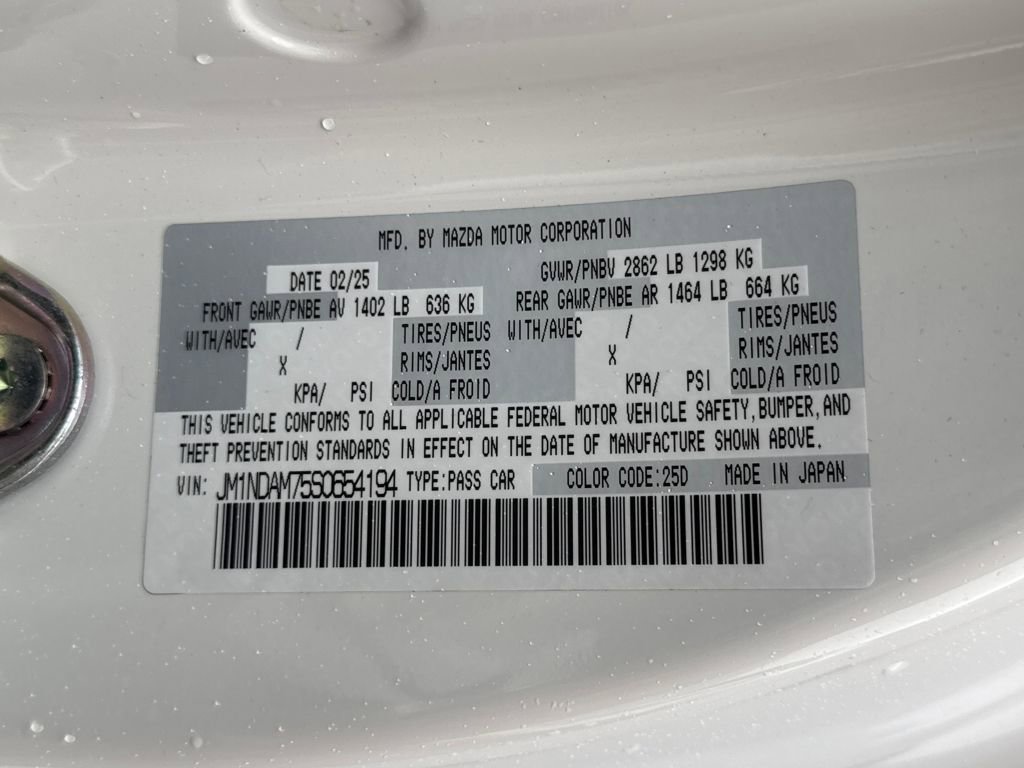 MFD. BY MAZDA MOTOR CORPORATION
DATE 02/25 GVWR/PNBV 2862 LB 1298 KG
FRONT GAWR/PNBE AV 1402 LB 636 KG REAR GAWR/PNBE AR 1464 LB 664 KG
WITH/AVEC / TIRES/PNEUS WITH/AVEC / TIRES/PNEUS
X RIMS/JANTES X RIMS/JANTES
KPA/ PSI COLD/A FROID KPA/ PSI COLD/A FROID
THIS VEHICLE CONFORMS TO ALL APPLICABLE FEDERAL MOTOR VEHICLE SAFETY, BUMPER, AND
THEFT PREVENTION STANDARDS IN EFFECT ON THE DATE OF MANUFACTURE SHOWN ABOVE.
VIN: JM1NDAM75S0654194 TYPE:PASS CAR COLOR CODE:25D MADE IN JAPAN